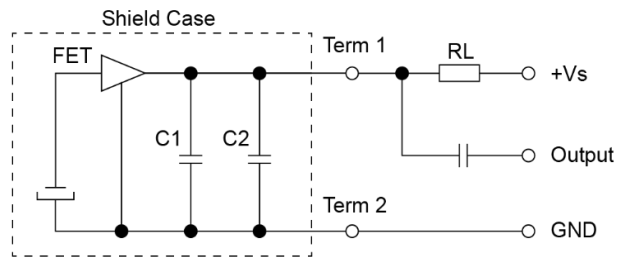 Shield Case
FET
Term 1
RL
+Vs
C1
C2
Output
Term 2
GND